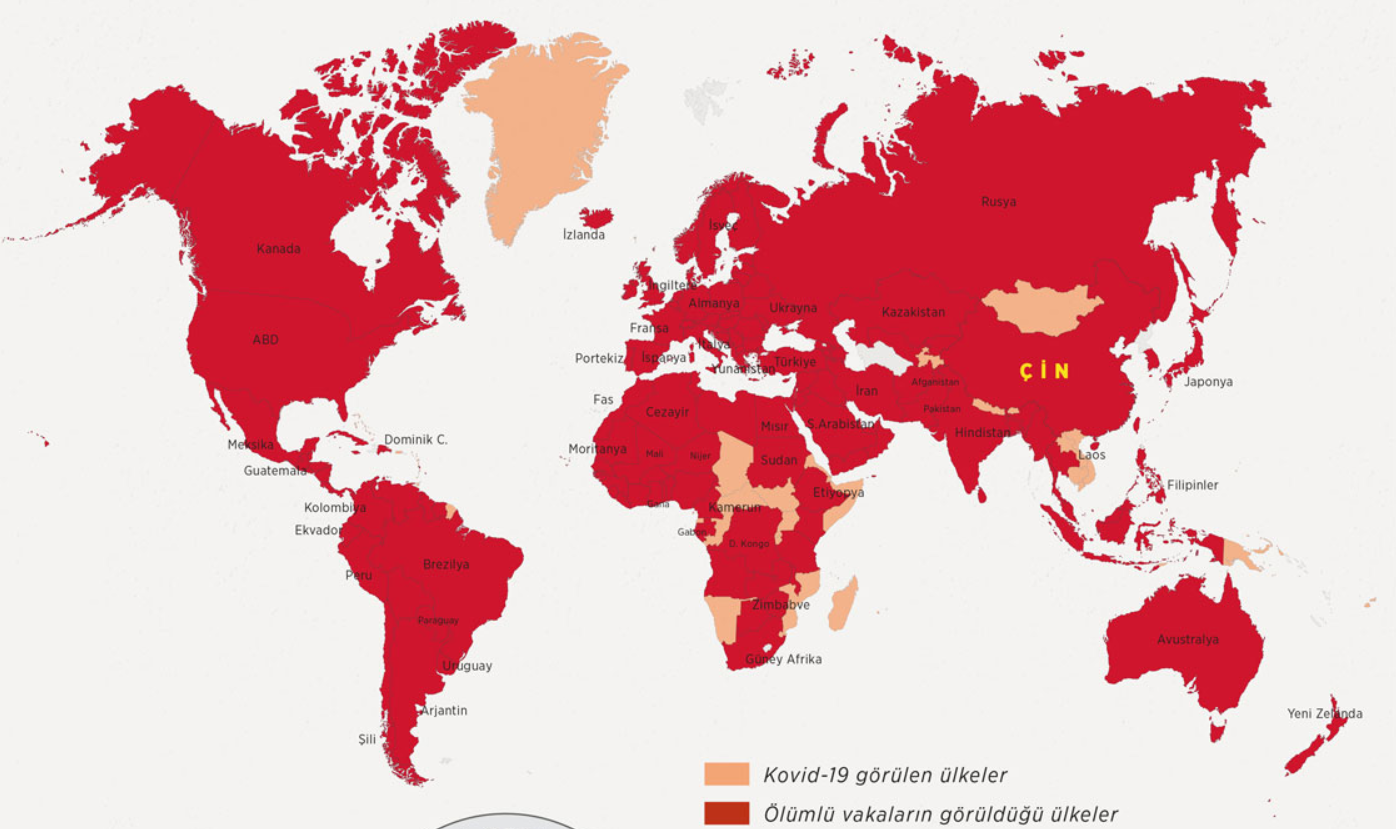 Rusya
İsveç
İzlanda
Kanada
İngiltere
Almanya
Ukrayna
Kazakistan
Fransa
ABD
İtalya
Portekiz
İspanya
Türkiye
Yunanistan
ÇİN
Japonya
Afganistan
İran
Fas
Cezayir
Pakistan
Mısır
S.Arabistan
Hindistan
Dominik C.
Meksika
Moritanya
Mali
Nijer
Sudan
Laos
Guatemala
Filipinler
Etiyopya
Kolombiya
Gana
Kamerun
Ekvador
Gabon
D. Kongo
Brezilya
Peru
Zimbabve
Paraguay
Avustralya
Güney Afrika
Uruguay
Arjantin
Yeni Zelanda
Şili
Kovid-19 görülen ülkeler
Ölümlü vakaların görüldüğü ülkeler